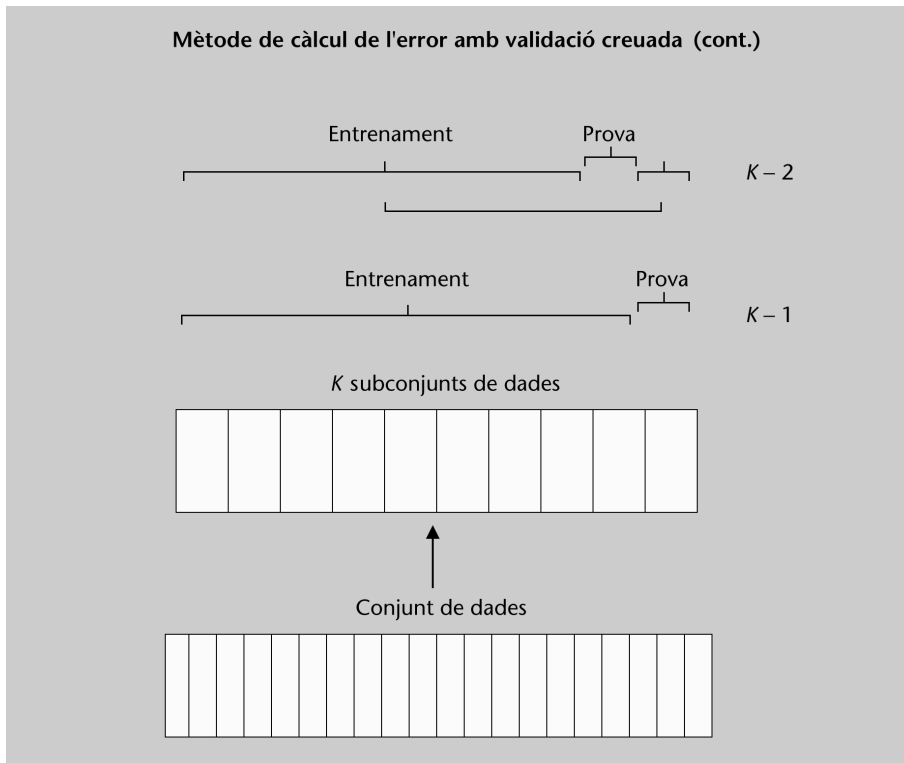 Mètode de càlcul de l'error amb validació creuada (cont.)
Entrenament Prova
K – 2
Entrenament Prova
K – 1
K subconjunts de dades
Conjunt de dades